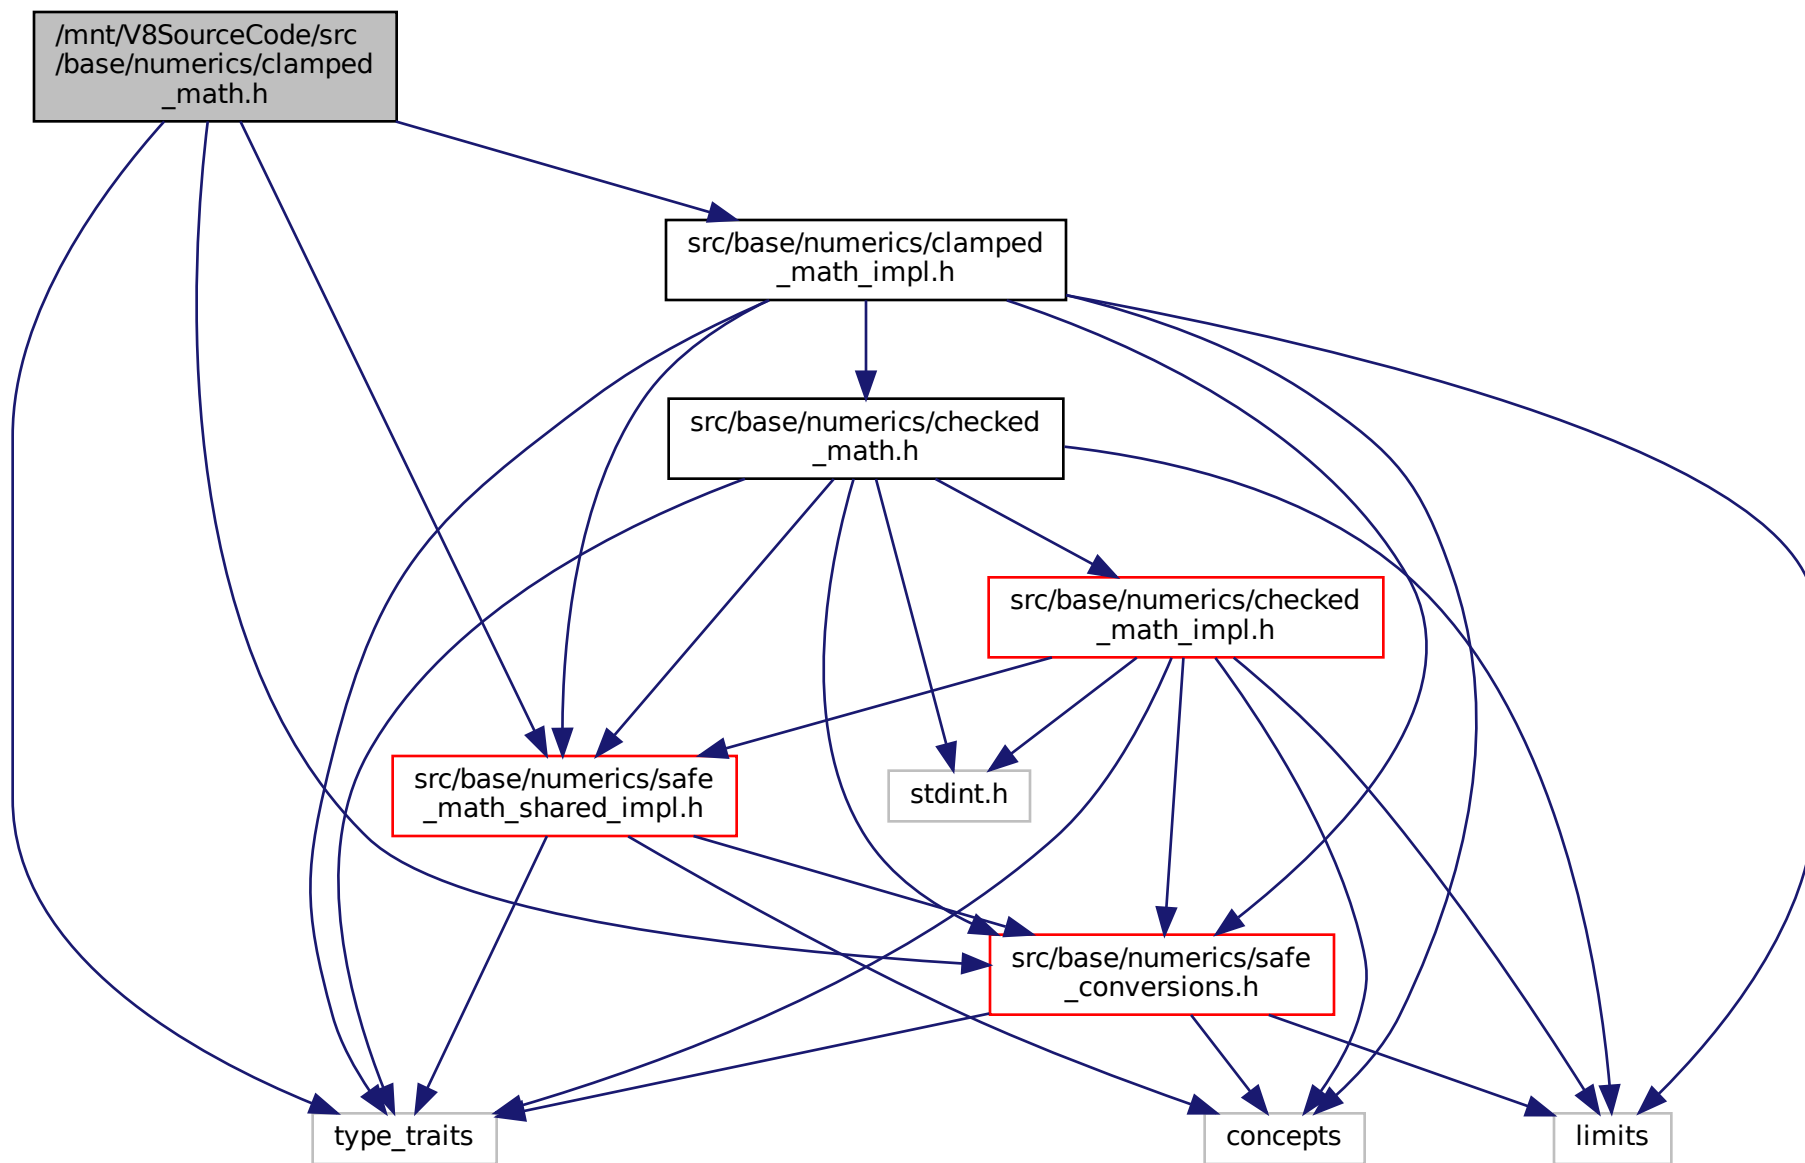 /mnt/V8SourceCode/src
/base/numerics/clamped
_math.h
src/base/numerics/clamped
_math_impl.h
src/base/numerics/checked
_math.h
src/base/numerics/checked
_math_impl.h
src/base/numerics/safe
_math_shared_impl.h
stdint.h
src/base/numerics/safe
_conversions.h
type_traits
concepts
limits